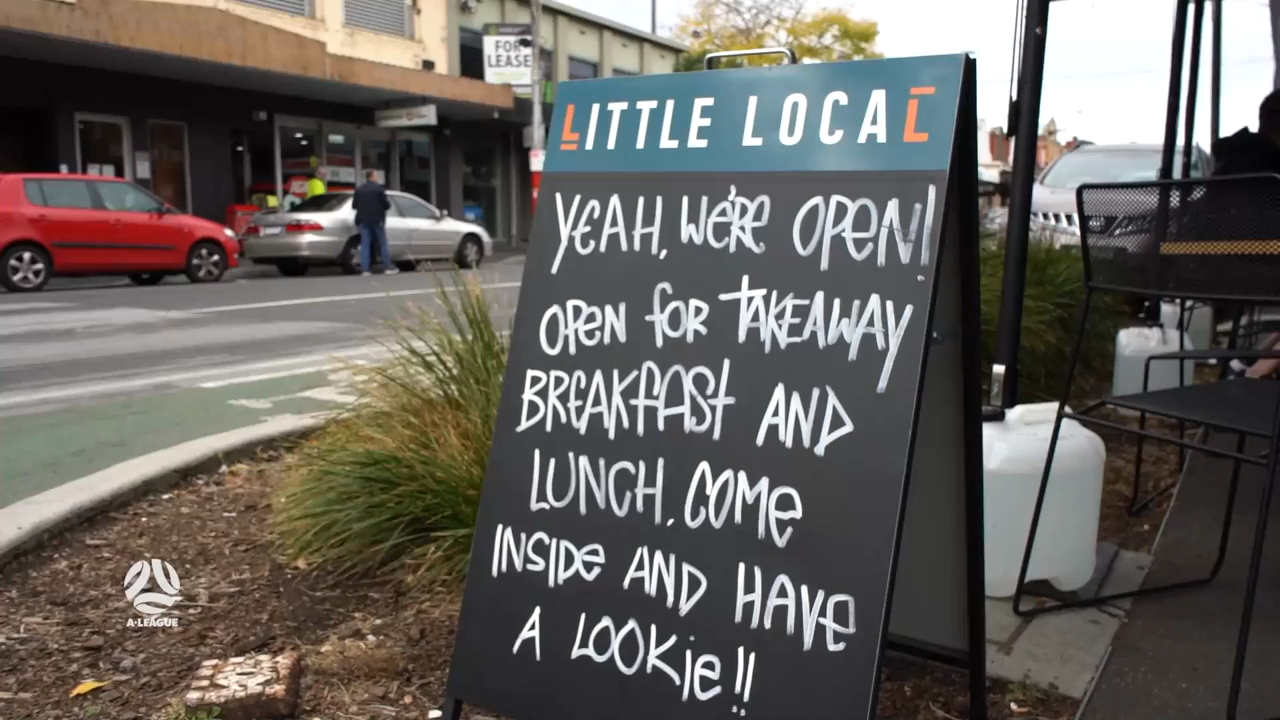 FOR
LEASE
LITTLE LOCAL
YEAH, WE'RE OPEN!
OPEN FOR TAKEAWAY
BREAKFAST AND
LUNCH. COME
INSIDE AND HAVE
A LOOKIE!!
A-LEAGUE